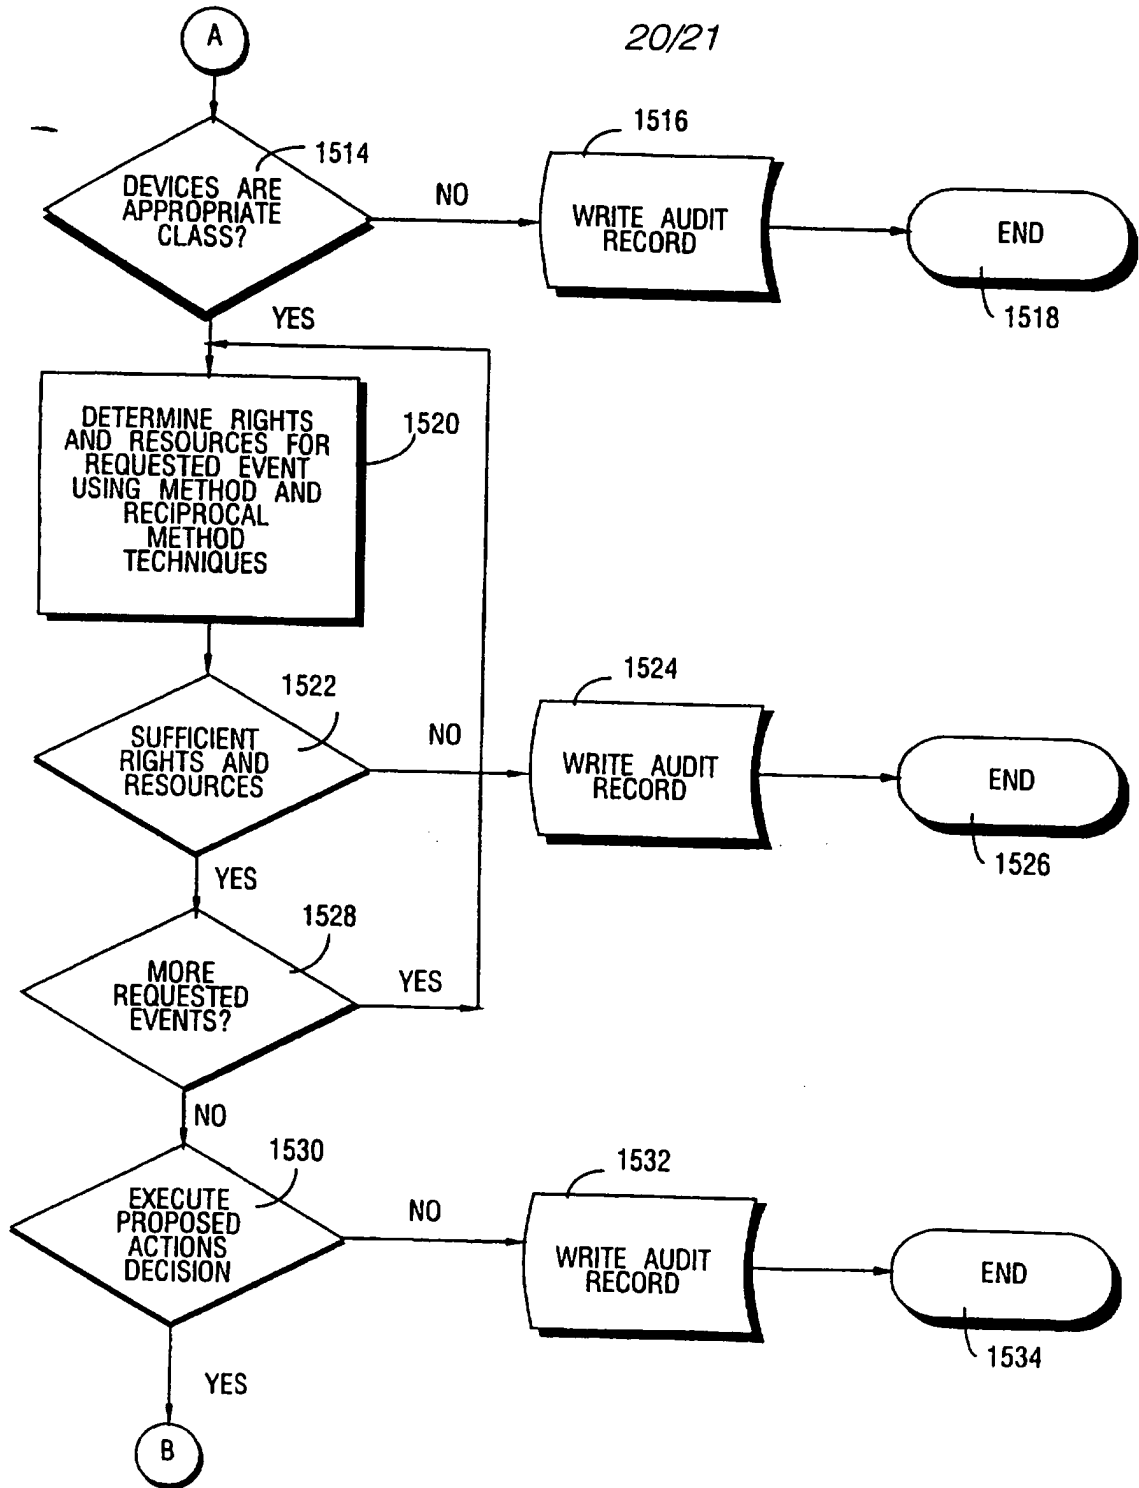 A
20/21
1514
DEVICES ARE
APPROPRIATE
CLASS?
NO
1516
WRITE AUDIT
RECORD
END
1518
YES
DETERMINE RIGHTS
AND RESOURCES FOR
REQUESTED EVENT
USING METHOD AND
RECIPROCAL
METHOD
TECHNIQUES
1520
1522
SUFFICIENT
RIGHTS AND
RESOURCES
NO
1524
WRITE AUDIT
RECORD
END
1526
YES
1528
MORE
REQUESTED
EVENTS?
YES
NO
1530
EXECUTE
PROPOSED
ACTIONS
DECISION
NO
1532
WRITE AUDIT
RECORD
END
1534
YES
B